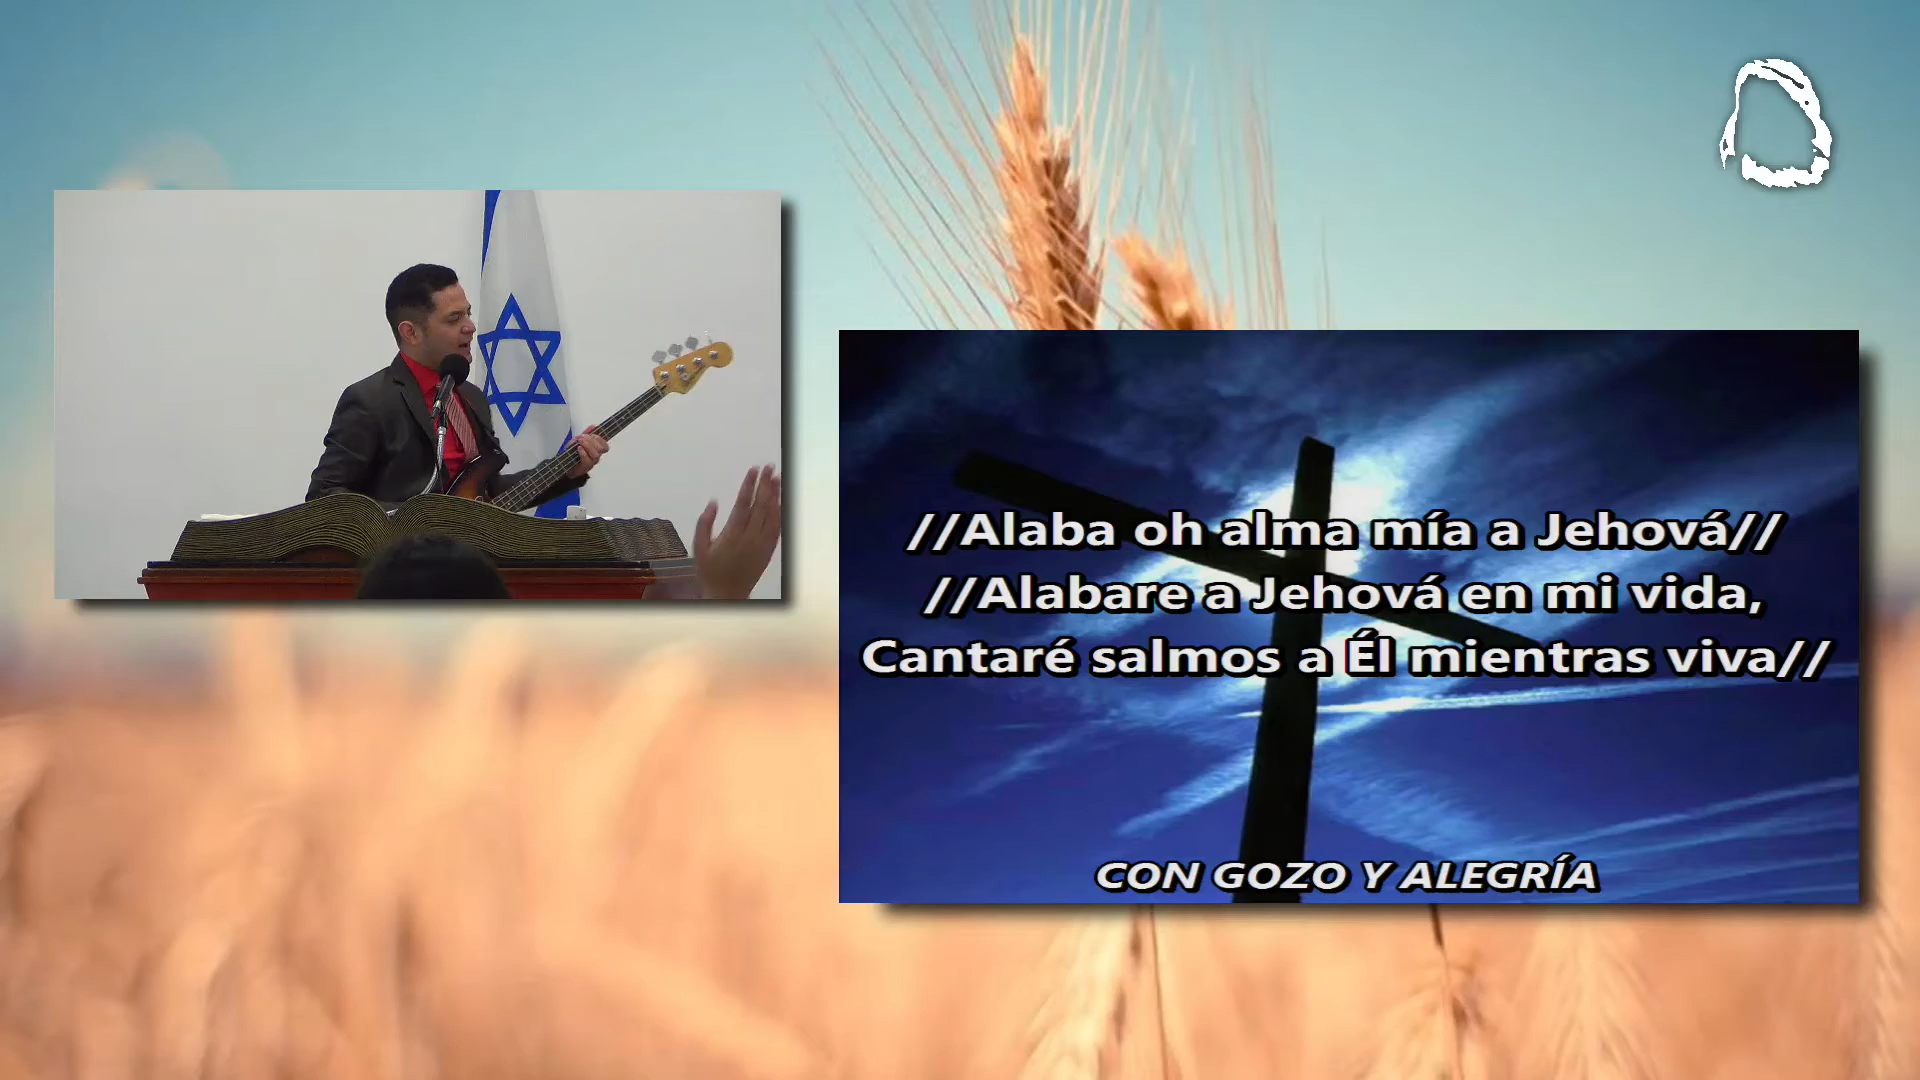 //Alaba oh alma mía a Jehová//
//Alabare a Jehová en mi vida,
Cantaré salmos a Él mientras viva//
CON GOZO Y ALEGRÍA